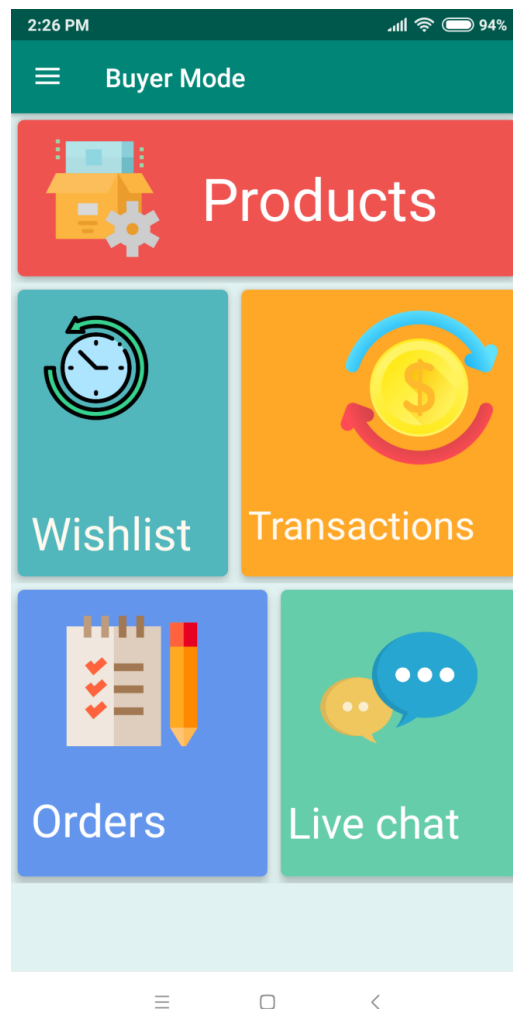 2:26 PM 94%
Buyer Mode
Products
$
Wishlist
Transactions
Orders
Live chat